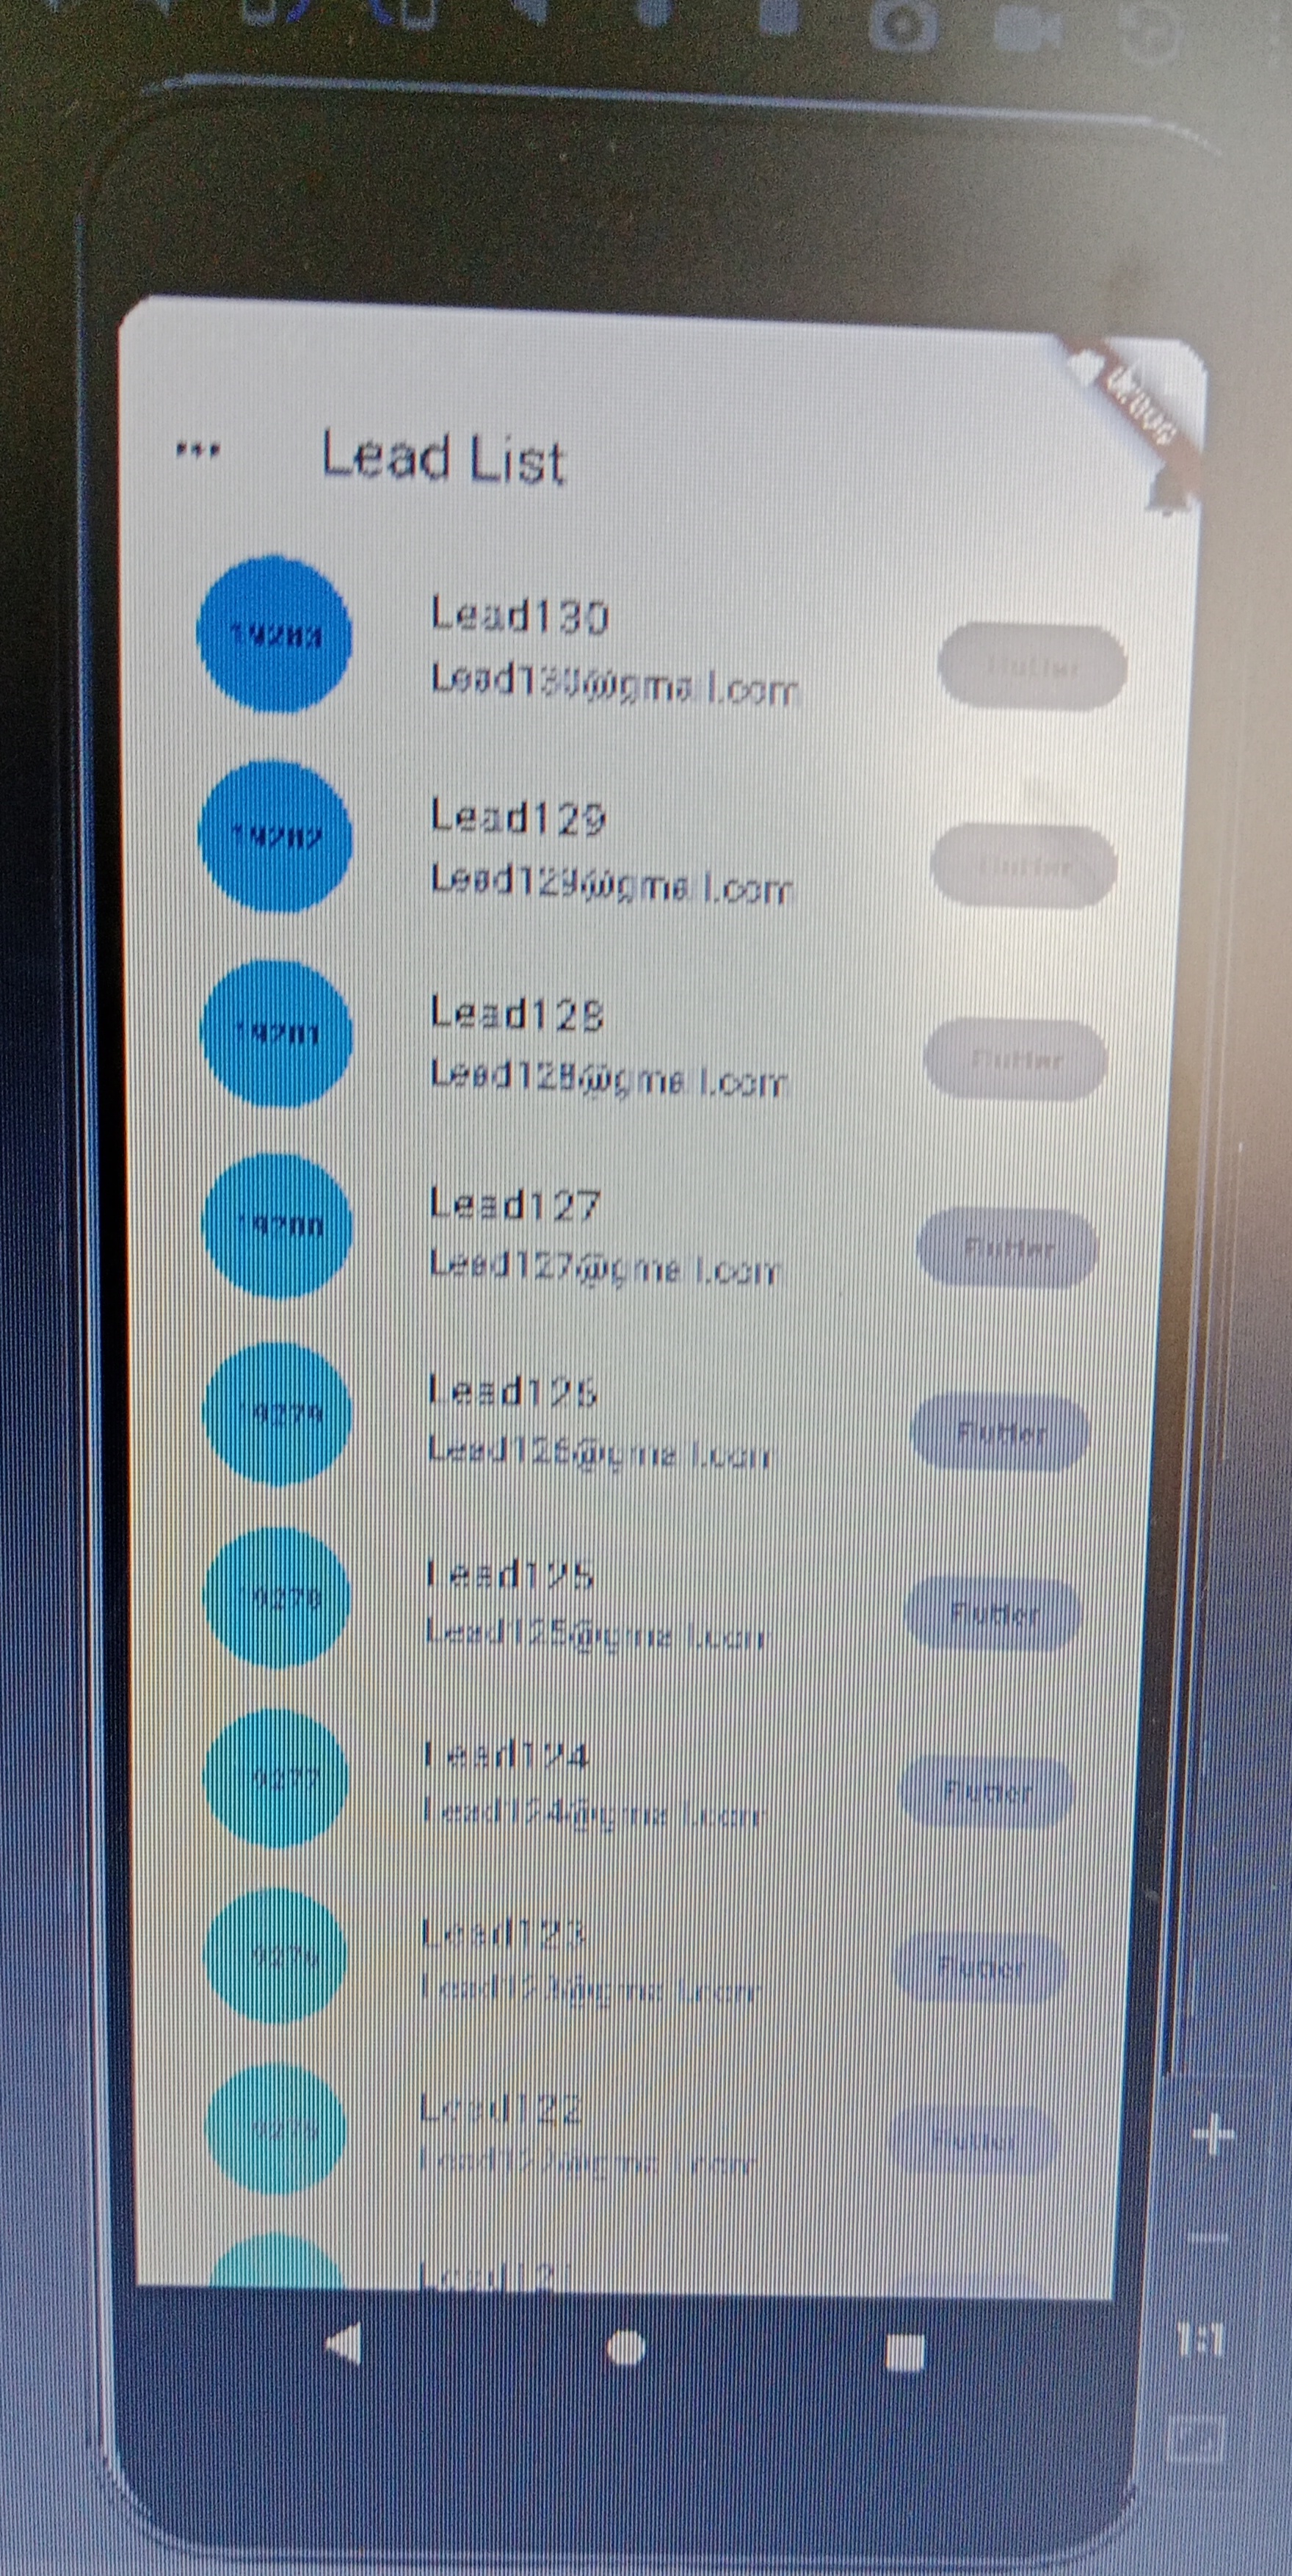 DEBUG
Lead List
19283
Lead130
Lead130@gmail.com
Flutter
19282
Lead129
Lead129@gmail.com
Flutter
19281
Lead128
Lead128@gmail.com
Flutter
19280
Lead127
Lead127@gmail.com
Flutter
19279
Lead126
Lead126@gmail.com
Flutter
19278
Lead125
Lead125@gmail.com
Flutter
Lead124
Lead124@gmail.com
Flutter
Lead123
Lead123@gmail.com
Flutter
Lead122
Lead122@gmail.com
Flutter
Lead121
1:1